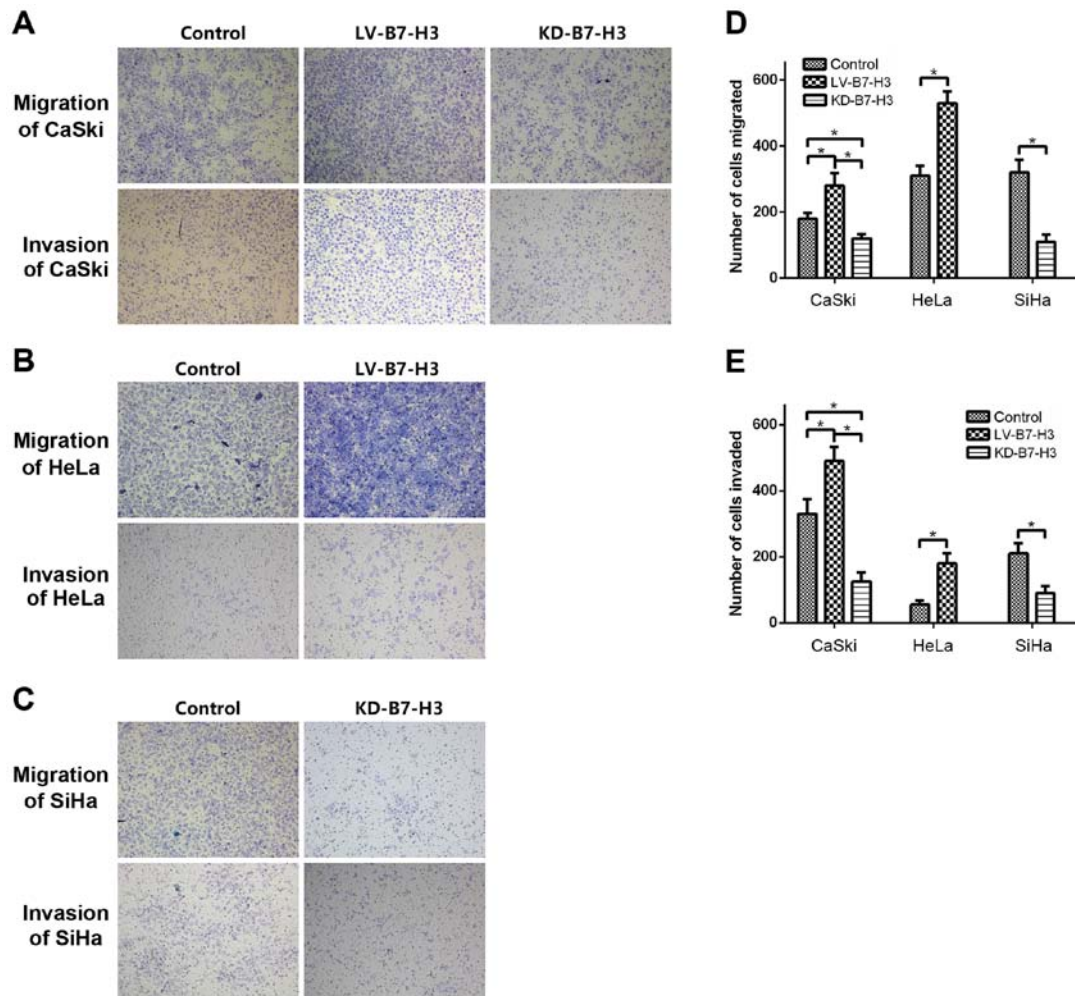 A
Control LV-B7-H3 KD-B7-H3
Migration
of CaSki
Invasion
of CaSki
B
Control LV-B7-H3
Migration
of HeLa
Invasion
of HeLa
C
Control KD-B7-H3
Migration
of SiHa
Invasion
of SiHa
D
Number of cells migrated
600
400
200
0
Control
LV-B7-H3
KD-B7-H3
* * * * *
CaSki HeLa SiHa
E
Number of cells invaded
600
400
200
0
Control
LV-B7-H3
KD-B7-H3
* * * * *
CaSki HeLa SiHa